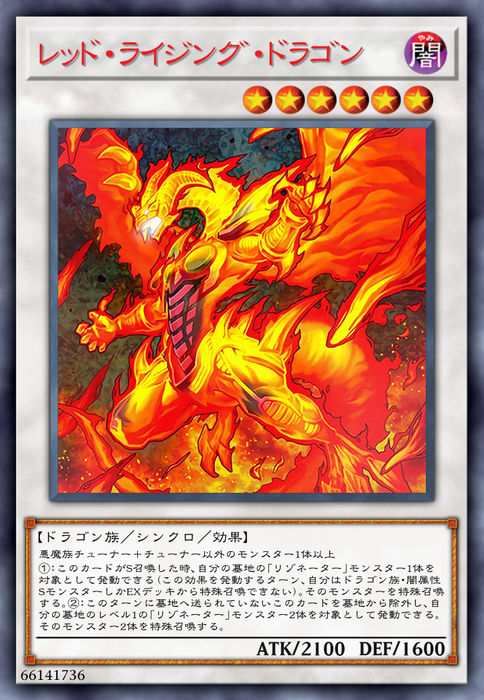 レッド・ライジング・ドラゴン
やみ
闇
【ドラゴン族／シンクロ／効果】
悪魔族チューナー＋チューナー以外のモンスター1体以上
①:このカードがS召喚した時、自分の墓地の「リゾネーター」モンスター1体を
対象として発動できる（この効果を発動するターン、自分はドラゴン族・闇属性
SモンスターしかEXデッキから特殊召喚できない）。そのモンスターを特殊召喚
する。②:このターンに墓地へ送られていないこのカードを墓地から除外し、自
分の墓地のレベル1の「リゾネーター」モンスター2体を対象として発動できる。
そのモンスター2体を特殊召喚する。
ATK/2100 DEF/1600
66141736